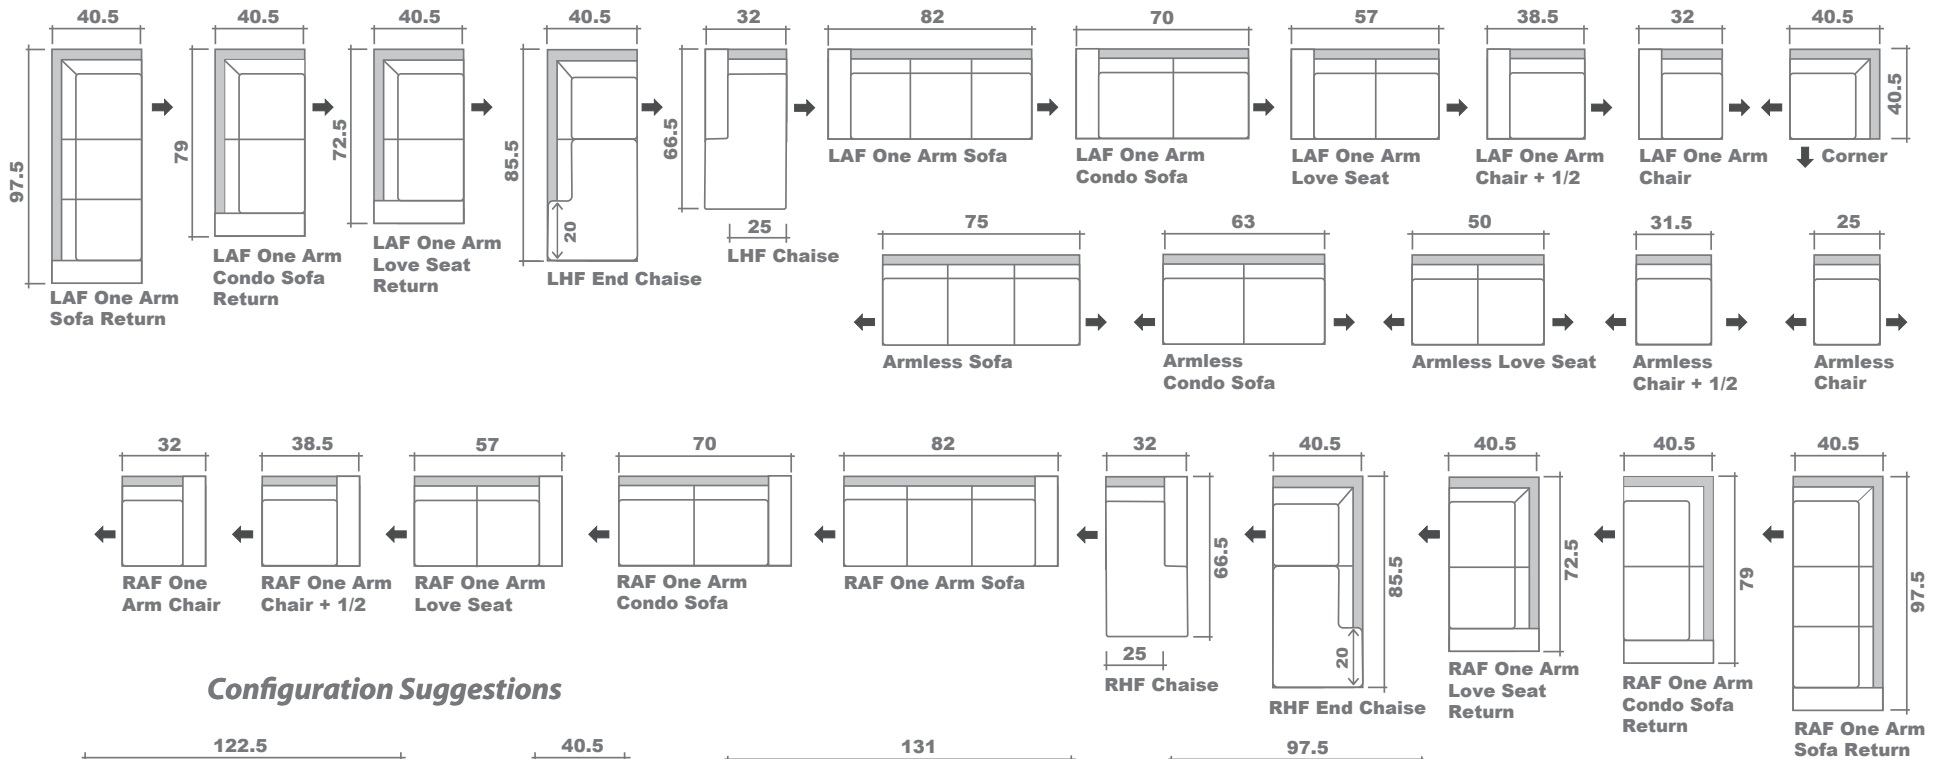 40.5 40.5 40.5 40.5 32 82 70 57 38.5 32 40.5
97.5
79
72.5
85.5
20
66.5
25
40.5
LAF One Arm
Sofa Return
LAF One Arm
Condo Sofa
Return
LAF One Arm
Love Seat
Return
LHF End Chaise
LHF Chaise
LAF One Arm Sofa
LAF One Arm
Condo Sofa
LAF One Arm
Love Seat
LAF One Arm
Chair + 1/2
LAF One Arm
Chair
Corner
75 63 50 31.5 25
Armless Sofa
Armless
Condo Sofa
Armless Love Seat
Armless
Chair + 1/2
Armless
Chair
32 38.5 57 70 82 32 40.5 40.5 40.5 40.5
RAF One
Arm Chair
RAF One Arm
Chair + 1/2
RAF One Arm
Love Seat
RAF One Arm
Condo Sofa
RAF One Arm Sofa
66.5
25
RHF Chaise
85.5
20
RHF End Chaise
72.5
RAF One Arm
Love Seat
Return
79
RAF One Arm
Condo Sofa
Return
97.5
RAF One Arm
Sofa Return
Configuration Suggestions
122.5 40.5 131 97.5